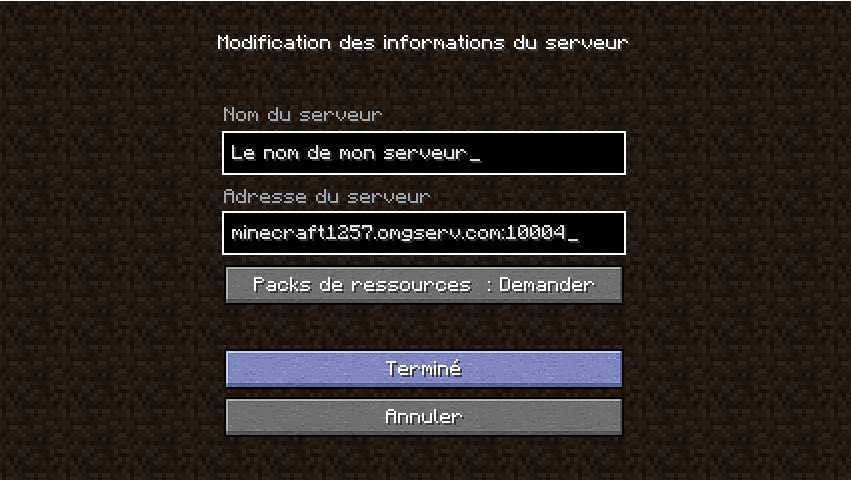 Modification des informations du serveur
Nom du serveur
Le nom de mon serveur_
Adresse du serveur
minecraft1257.omgserv.com:10004_
Packs de ressources : Demander
Terminé
Annuler